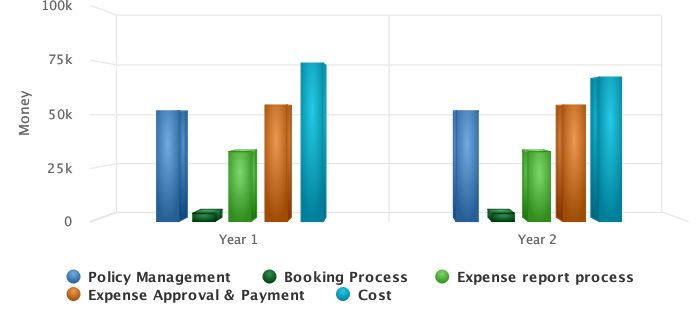 100k
75k
50k
25k
0
Money
Year 1
Year 2
Policy Management
Booking Process
Expense report process
Expense Approval & Payment
Cost